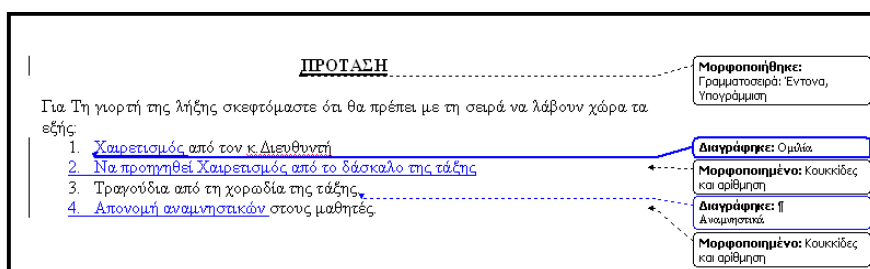 ΠΡΟΤΑΣΗ
Για Τη γιορτή της λήξης σκεφτόμαστε ότι θα πρέπει με τη σειρά να λάβουν χώρα τα
εξής:
1. Χαιρετισμός από τον κ.Διευθυντή
2. Να προηγηθεί Χαιρετισμός από το δάσκαλο της τάξης
3. Τραγούδια από τη χορωδία της τάξης
4. Απονομή αναμνηστικών στους μαθητές.
Μορφοποιήθηκε:
Γραμματοσειρά: Έντονα,
Υπογράμμιση
Διαγράφηκε: Ομιλία
Μορφοποιημένο: Κουκκίδες
και αρίθμηση
Διαγράφηκε: ¶
Αναμνηστικά
Μορφοποιημένο: Κουκκίδες
και αρίθμηση